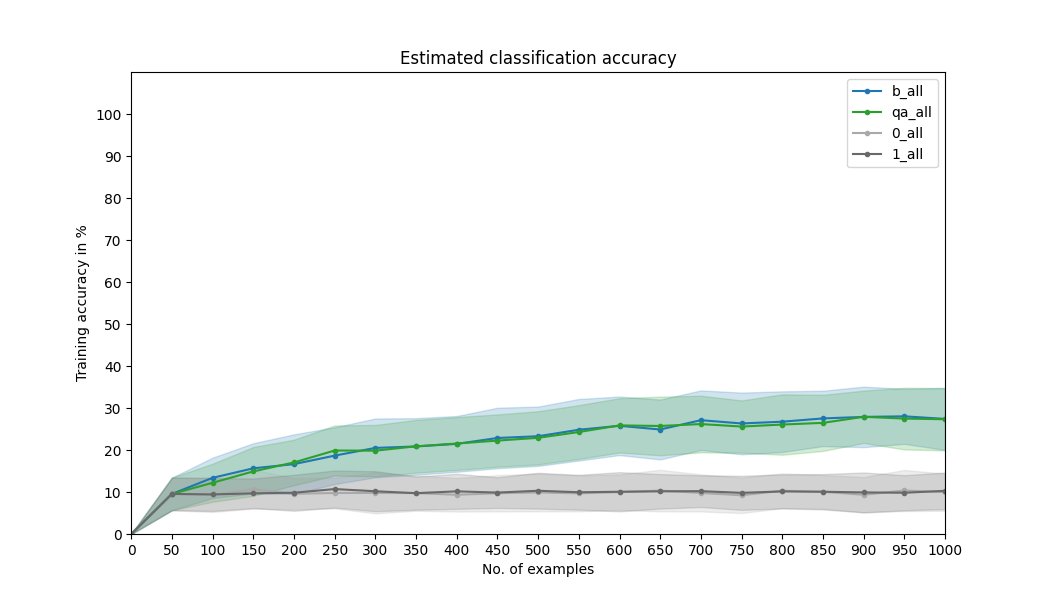 Estimated classification accuracy
b_all
qa_all
0_all
1_all
Training accuracy in %
100
90
80
70
60
50
40
30
20
10
0
0 50 100 150 200 250 300 350 400 450 500 550 600 650 700 750 800 850 900 950 1000
No. of examples